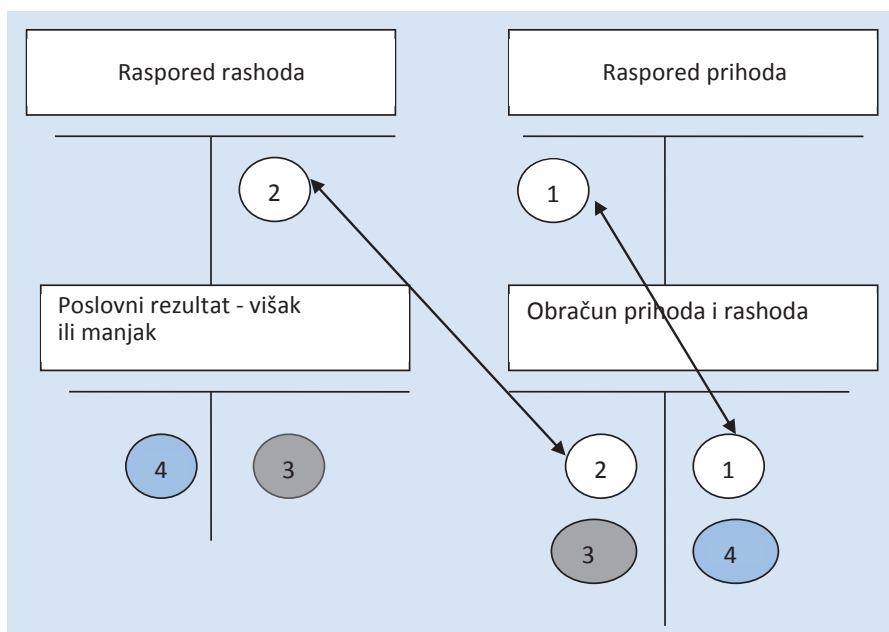 Raspored rashoda
Raspored prihoda
2
1
Poslovni rezultat - višak
ili manjak
Obračun prihoda i rashoda
4
3
2
1
3
4